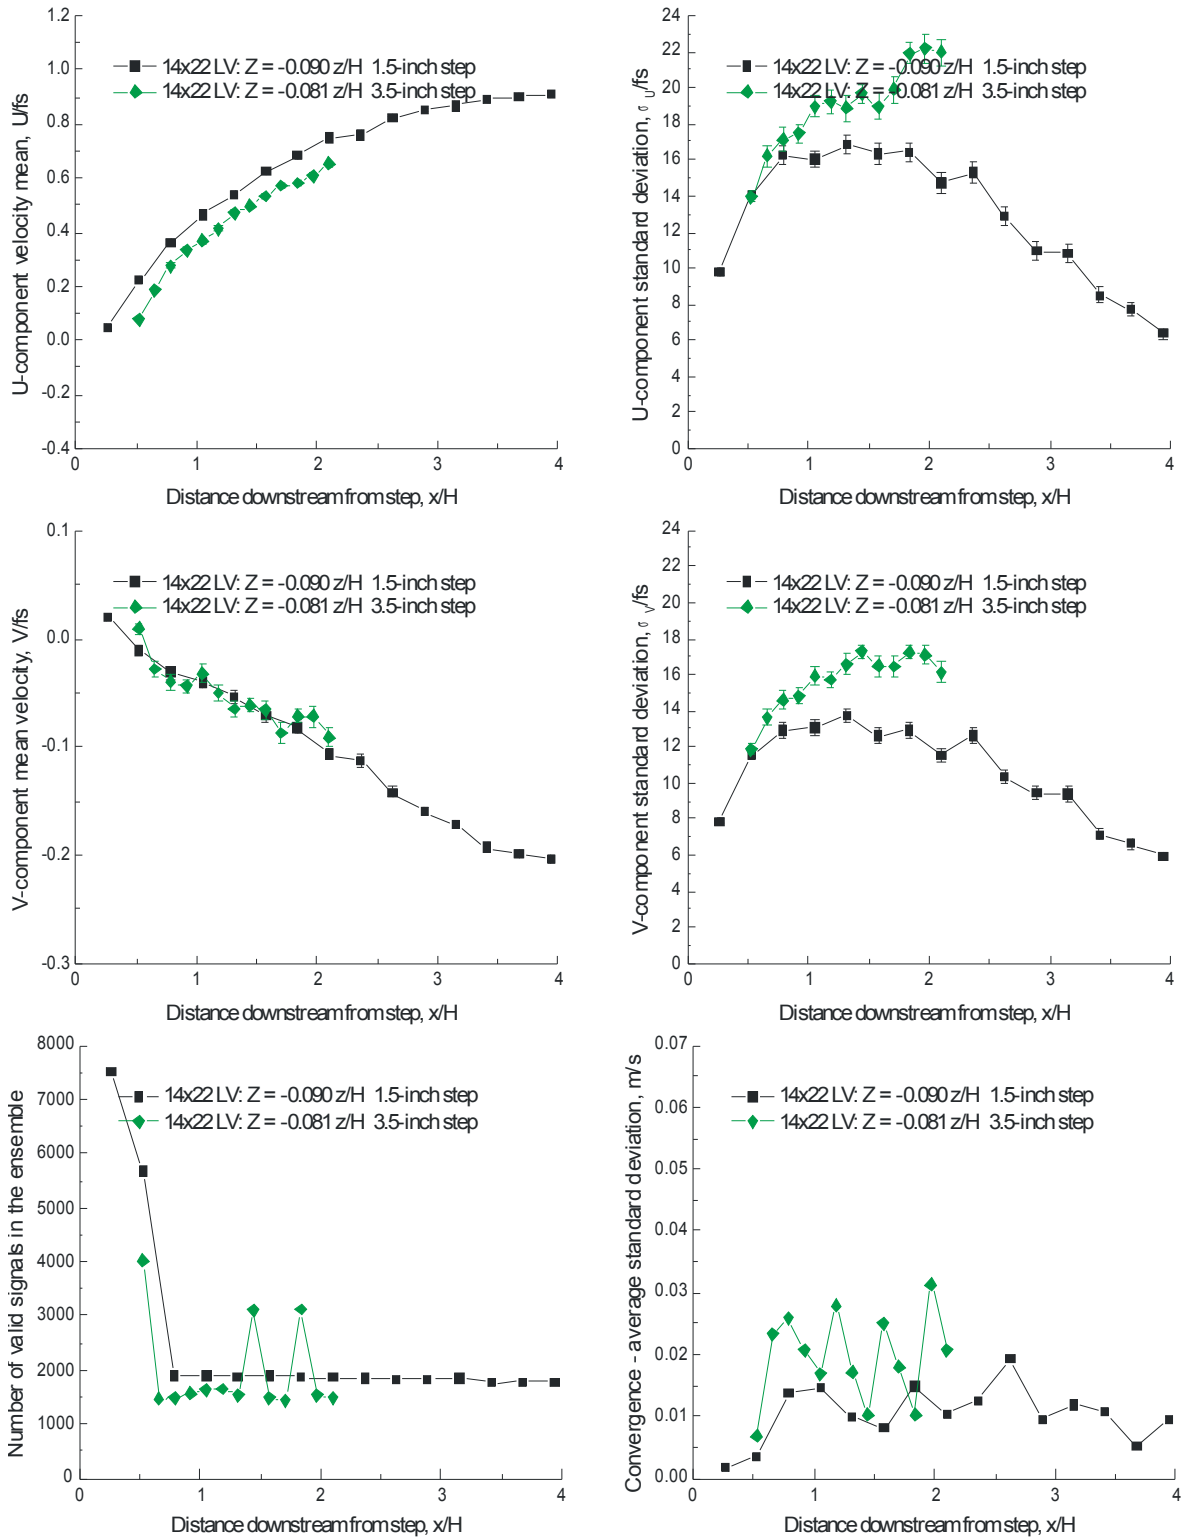 1.2
1.0
0.8
0.6
0.4
0.2
0.0
-0.2
-0.4
U-component velocity mean, U/fs
14x22 LV: Z = -0.090 z/H 1.5-inch step
14x22 LV: Z = -0.081 z/H 3.5-inch step
0 1 2 3 4
Distance downstream from step, x/H
24
22
20
18
16
14
12
10
8
6
4
2
0
U-component standard deviation, σU/fs
14x22 LV: Z = -0.090 z/H 1.5-inch step
14x22 LV: Z = -0.081 z/H 3.5-inch step
0 1 2 3 4
Distance downstream from step, x/H
0.1
0.0
-0.1
-0.2
-0.3
V-component mean velocity, V/fs
14x22 LV: Z = -0.090 z/H 1.5-inch step
14x22 LV: Z = -0.081 z/H 3.5-inch step
0 1 2 3 4
Distance downstream from step, x/H
24
22
20
18
16
14
12
10
8
6
4
2
0
V-component standard deviation, σV/fs
14x22 LV: Z = -0.090 z/H 1.5-inch step
14x22 LV: Z = -0.081 z/H 3.5-inch step
0 1 2 3 4
Distance downstream from step, x/H
8000
7000
6000
5000
4000
3000
2000
1000
0
Number of valid signals in the ensemble
14x22 LV: Z = -0.090 z/H 1.5-inch step
14x22 LV: Z = -0.081 z/H 3.5-inch step
0 1 2 3 4
Distance downstream from step, x/H
0.07
0.06
0.05
0.04
0.03
0.02
0.01
0.00
Convergence - average standard deviation, m/s
14x22 LV: Z = -0.090 z/H 1.5-inch step
14x22 LV: Z = -0.081 z/H 3.5-inch step
0 1 2 3 4
Distance downstream from step, x/H